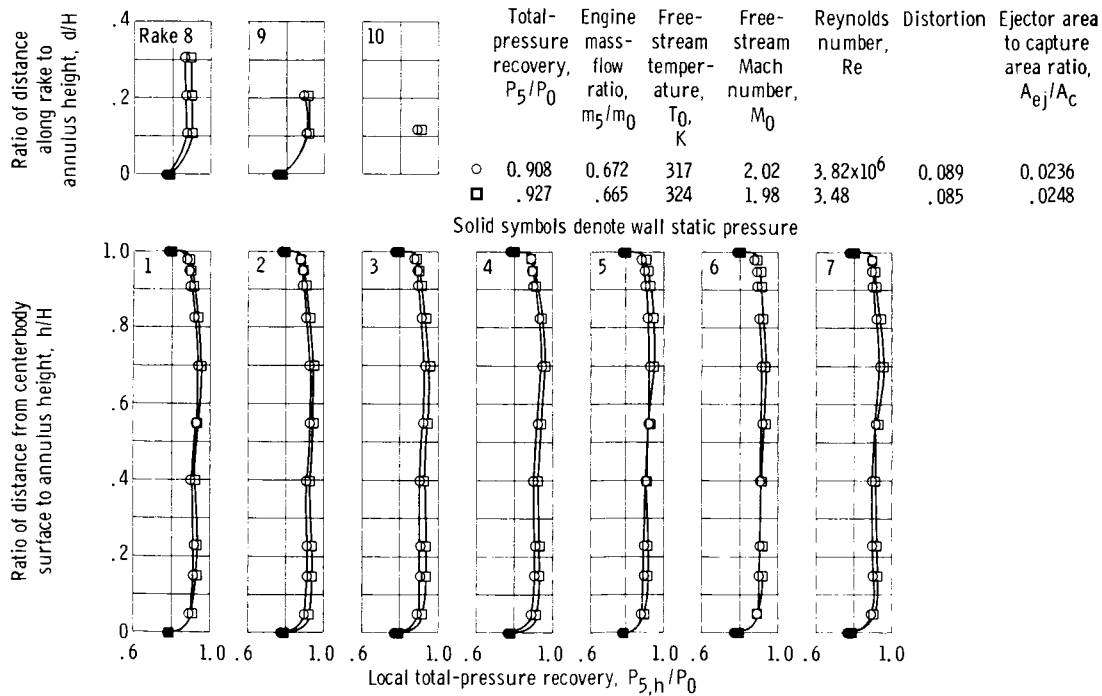 Total-pressure recovery, P5/P0
Engine mass-flow ratio, m5/m0
Free-stream temper-ature, T0, K
Free-stream Mach number, M0
Reynolds number, Re
Distortion
Ejector area to capture area ratio, Aej/Ac
○ 0.908 0.672 317 2.02 3.82x10⁶ 0.089 0.0236
□ .927 .665 324 1.98 3.48 .085 .0248
Solid symbols denote wall static pressure
Ratio of distance along rake to annulus height, d/H
.4
.2
0
Rake 8
9
10
Ratio of distance from centerbody surface to annulus height, h/H
1.0
.8
.6
.4
.2
0
1
2
3
4
5
6
7
.6 1.0 .6 1.0 .6 1.0 .6 1.0 .6 1.0 .6 1.0 .6 1.0
Local total-pressure recovery, P5,h/P0